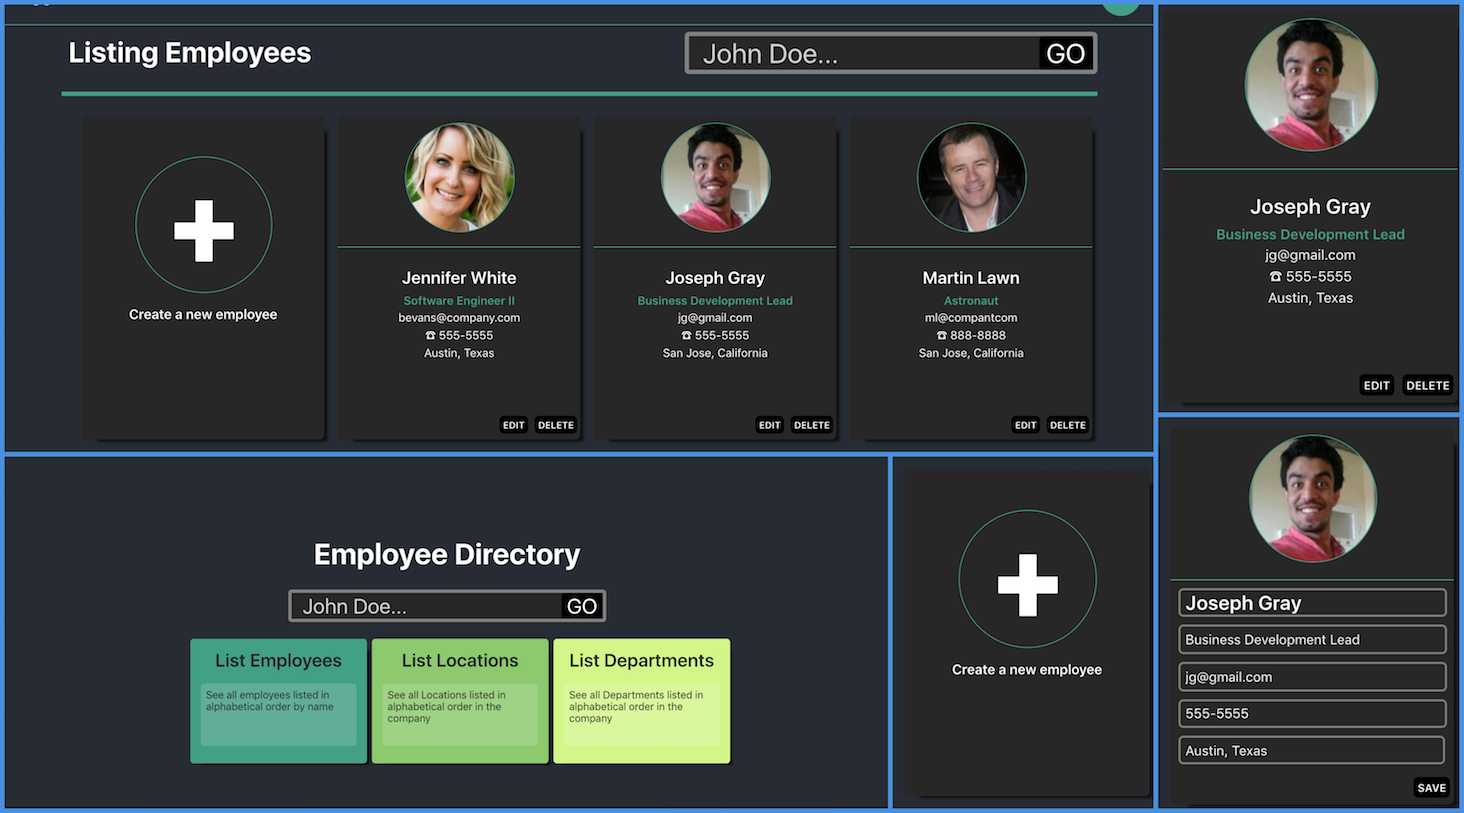 Listing Employees
John Doe...
GO
Create a new employee
Jennifer White
Software Engineer II
bevans@company.com
☎ 555-5555
Austin, Texas
EDIT
DELETE
Joseph Gray
Business Development Lead
jg@gmail.com
☎ 555-5555
San Jose, California
EDIT
DELETE
Martin Lawn
Astronaut
ml@compantcom
☎ 888-8888
San Jose, California
EDIT
DELETE
Joseph Gray
Business Development Lead
jg@gmail.com
☎ 555-5555
Austin, Texas
EDIT
DELETE
Employee Directory
John Doe...
GO
List Employees
See all employees listed in
alphabetical order by name
List Locations
See all Locations listed in
alphabetical order in the
company
List Departments
See all Departments listed in
alphabetical order in the
company
Create a new employee
Joseph Gray
Business Development Lead
jg@gmail.com
555-5555
Austin, Texas
SAVE